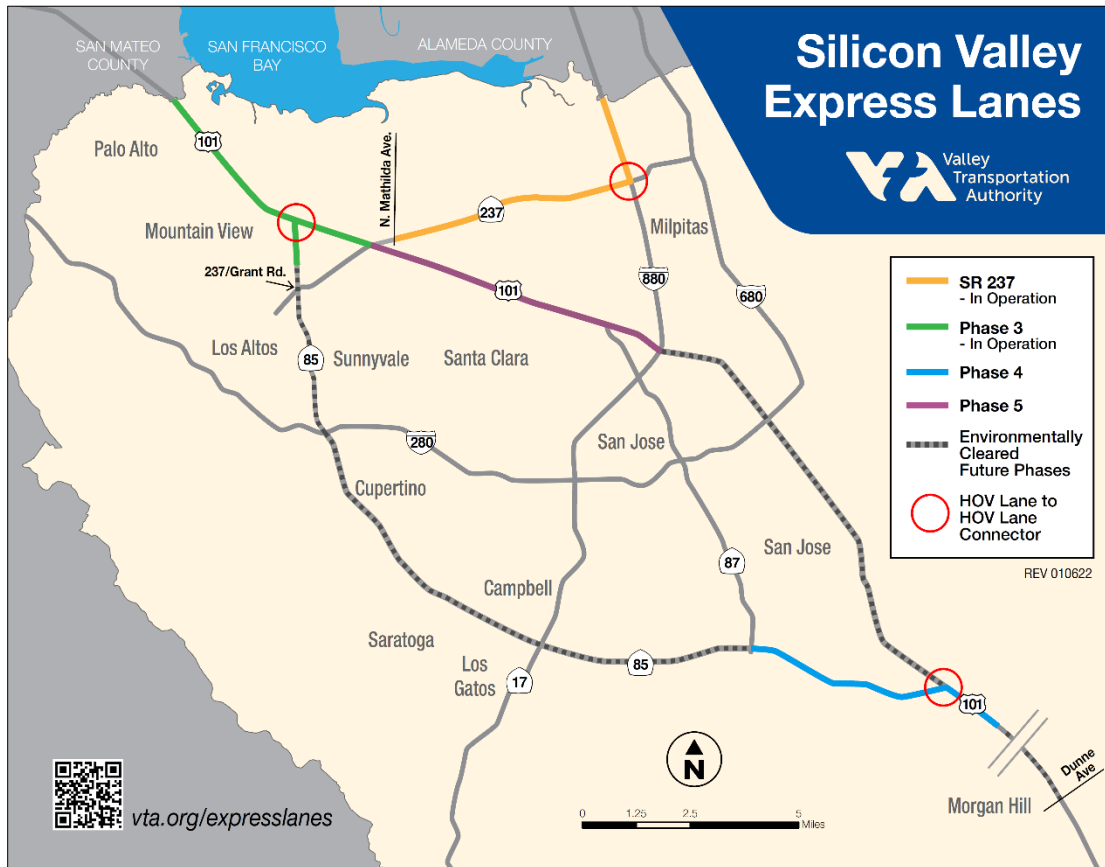 SAN MATEO
COUNTY
SAN FRANCISCO
BAY
ALAMEDA COUNTY
Silicon Valley
Express Lanes
VTA
Valley
Transportation
Authority
101
Palo Alto
N. Mathilda Ave.
237
Mountain View
Milpitas
237/Grant Rd.
880
680
101
Los Altos
85
Sunnyvale
Santa Clara
280
San Jose
Cupertino
San Jose
87
Campbell
Saratoga
85
Los
Gatos
17
101
Dunne
Ave
Morgan Hill
SR 237
- In Operation
Phase 3
- In Operation
Phase 4
Phase 5
Environmentally
Cleared
Future Phases
HOV Lane to
HOV Lane
Connector
REV 010622
N
0 1.25 2.5 5
Miles
vta.org/expresslanes